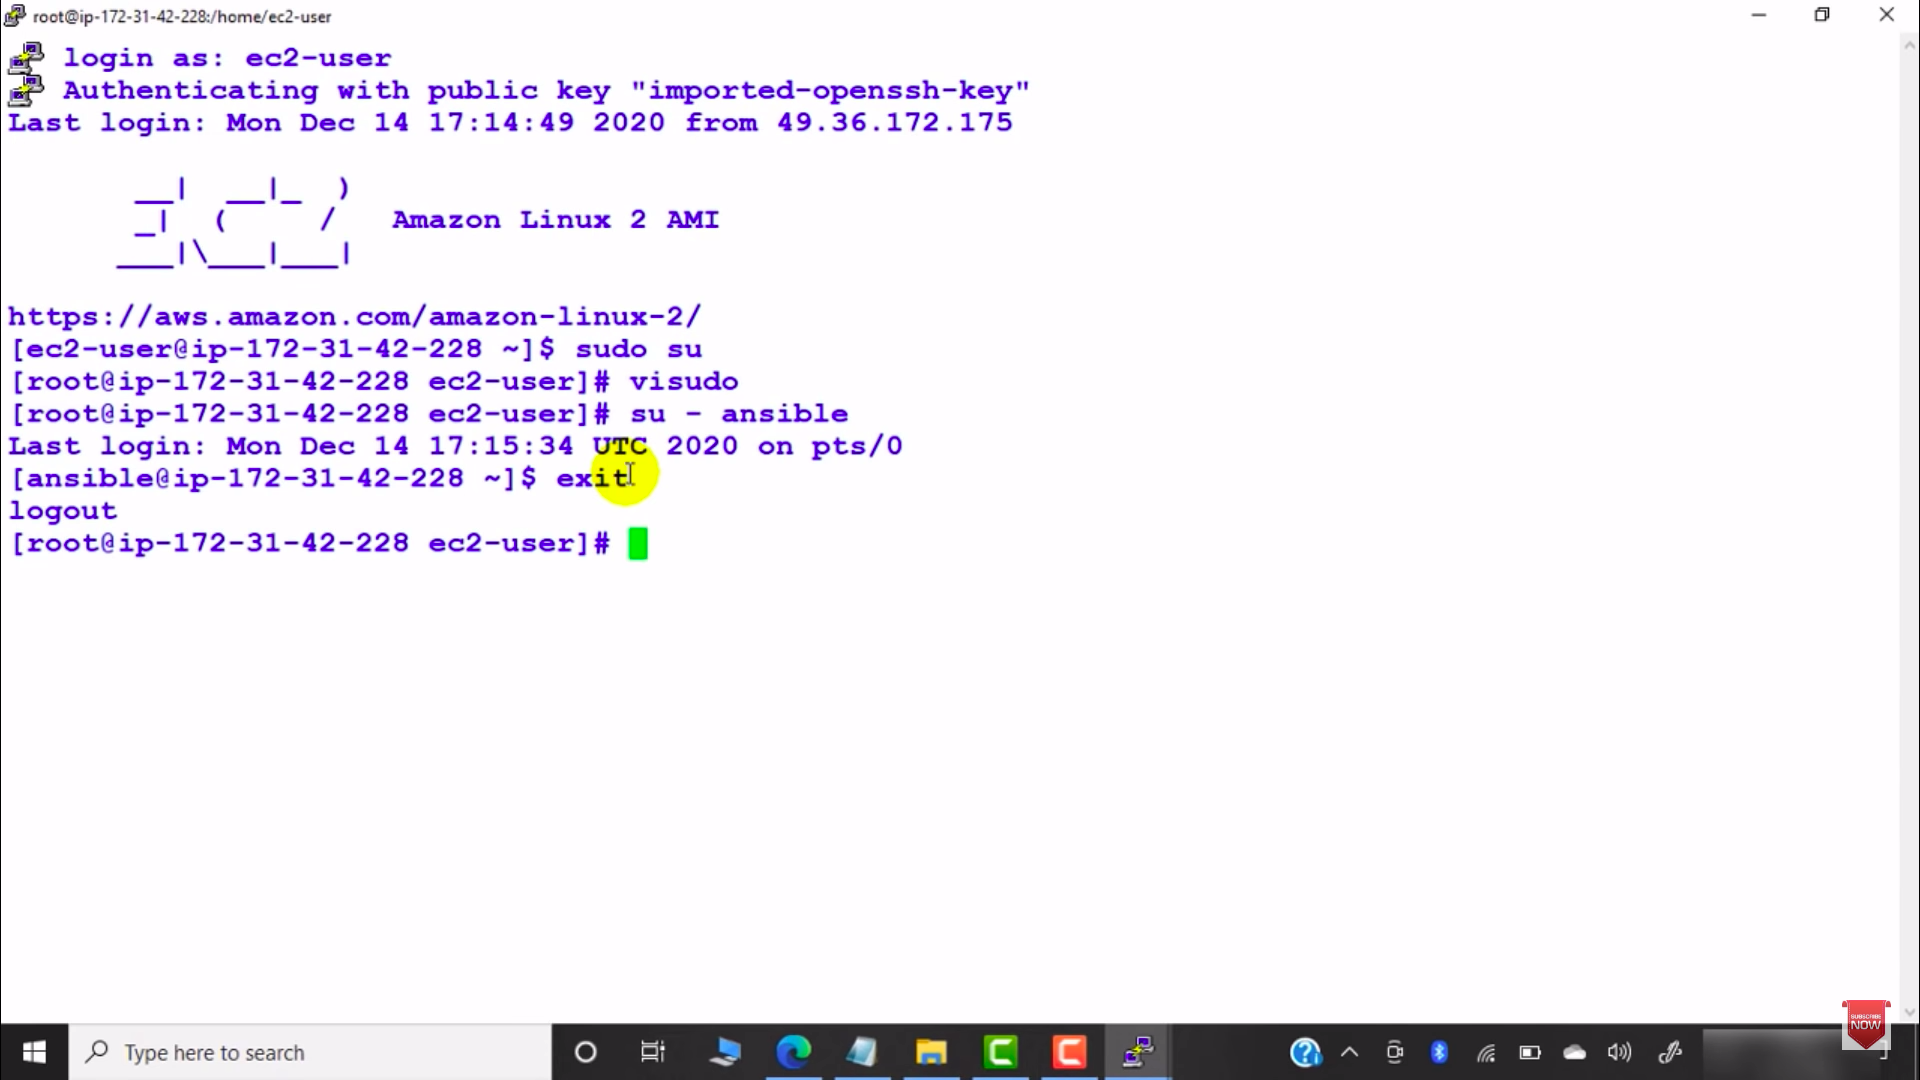 root@ip-172-31-42-228:/home/ec2-user
login as: ec2-user
Authenticating with public key "imported-openssh-key"
Last login: Mon Dec 14 17:14:49 2020 from 49.36.172.175
__|  __|_  )
_|  (     /   Amazon Linux 2 AMI
___|\___|___|
https://aws.amazon.com/amazon-linux-2/
[ec2-user@ip-172-31-42-228 ~]$ sudo su
[root@ip-172-31-42-228 ec2-user]# visudo
[root@ip-172-31-42-228 ec2-user]# su - ansible
Last login: Mon Dec 14 17:15:34 UTC 2020 on pts/0
[ansible@ip-172-31-42-228 ~]$ exit
logout
[root@ip-172-31-42-228 ec2-user]#
SUBSCRIBE
NOW
Type here to search